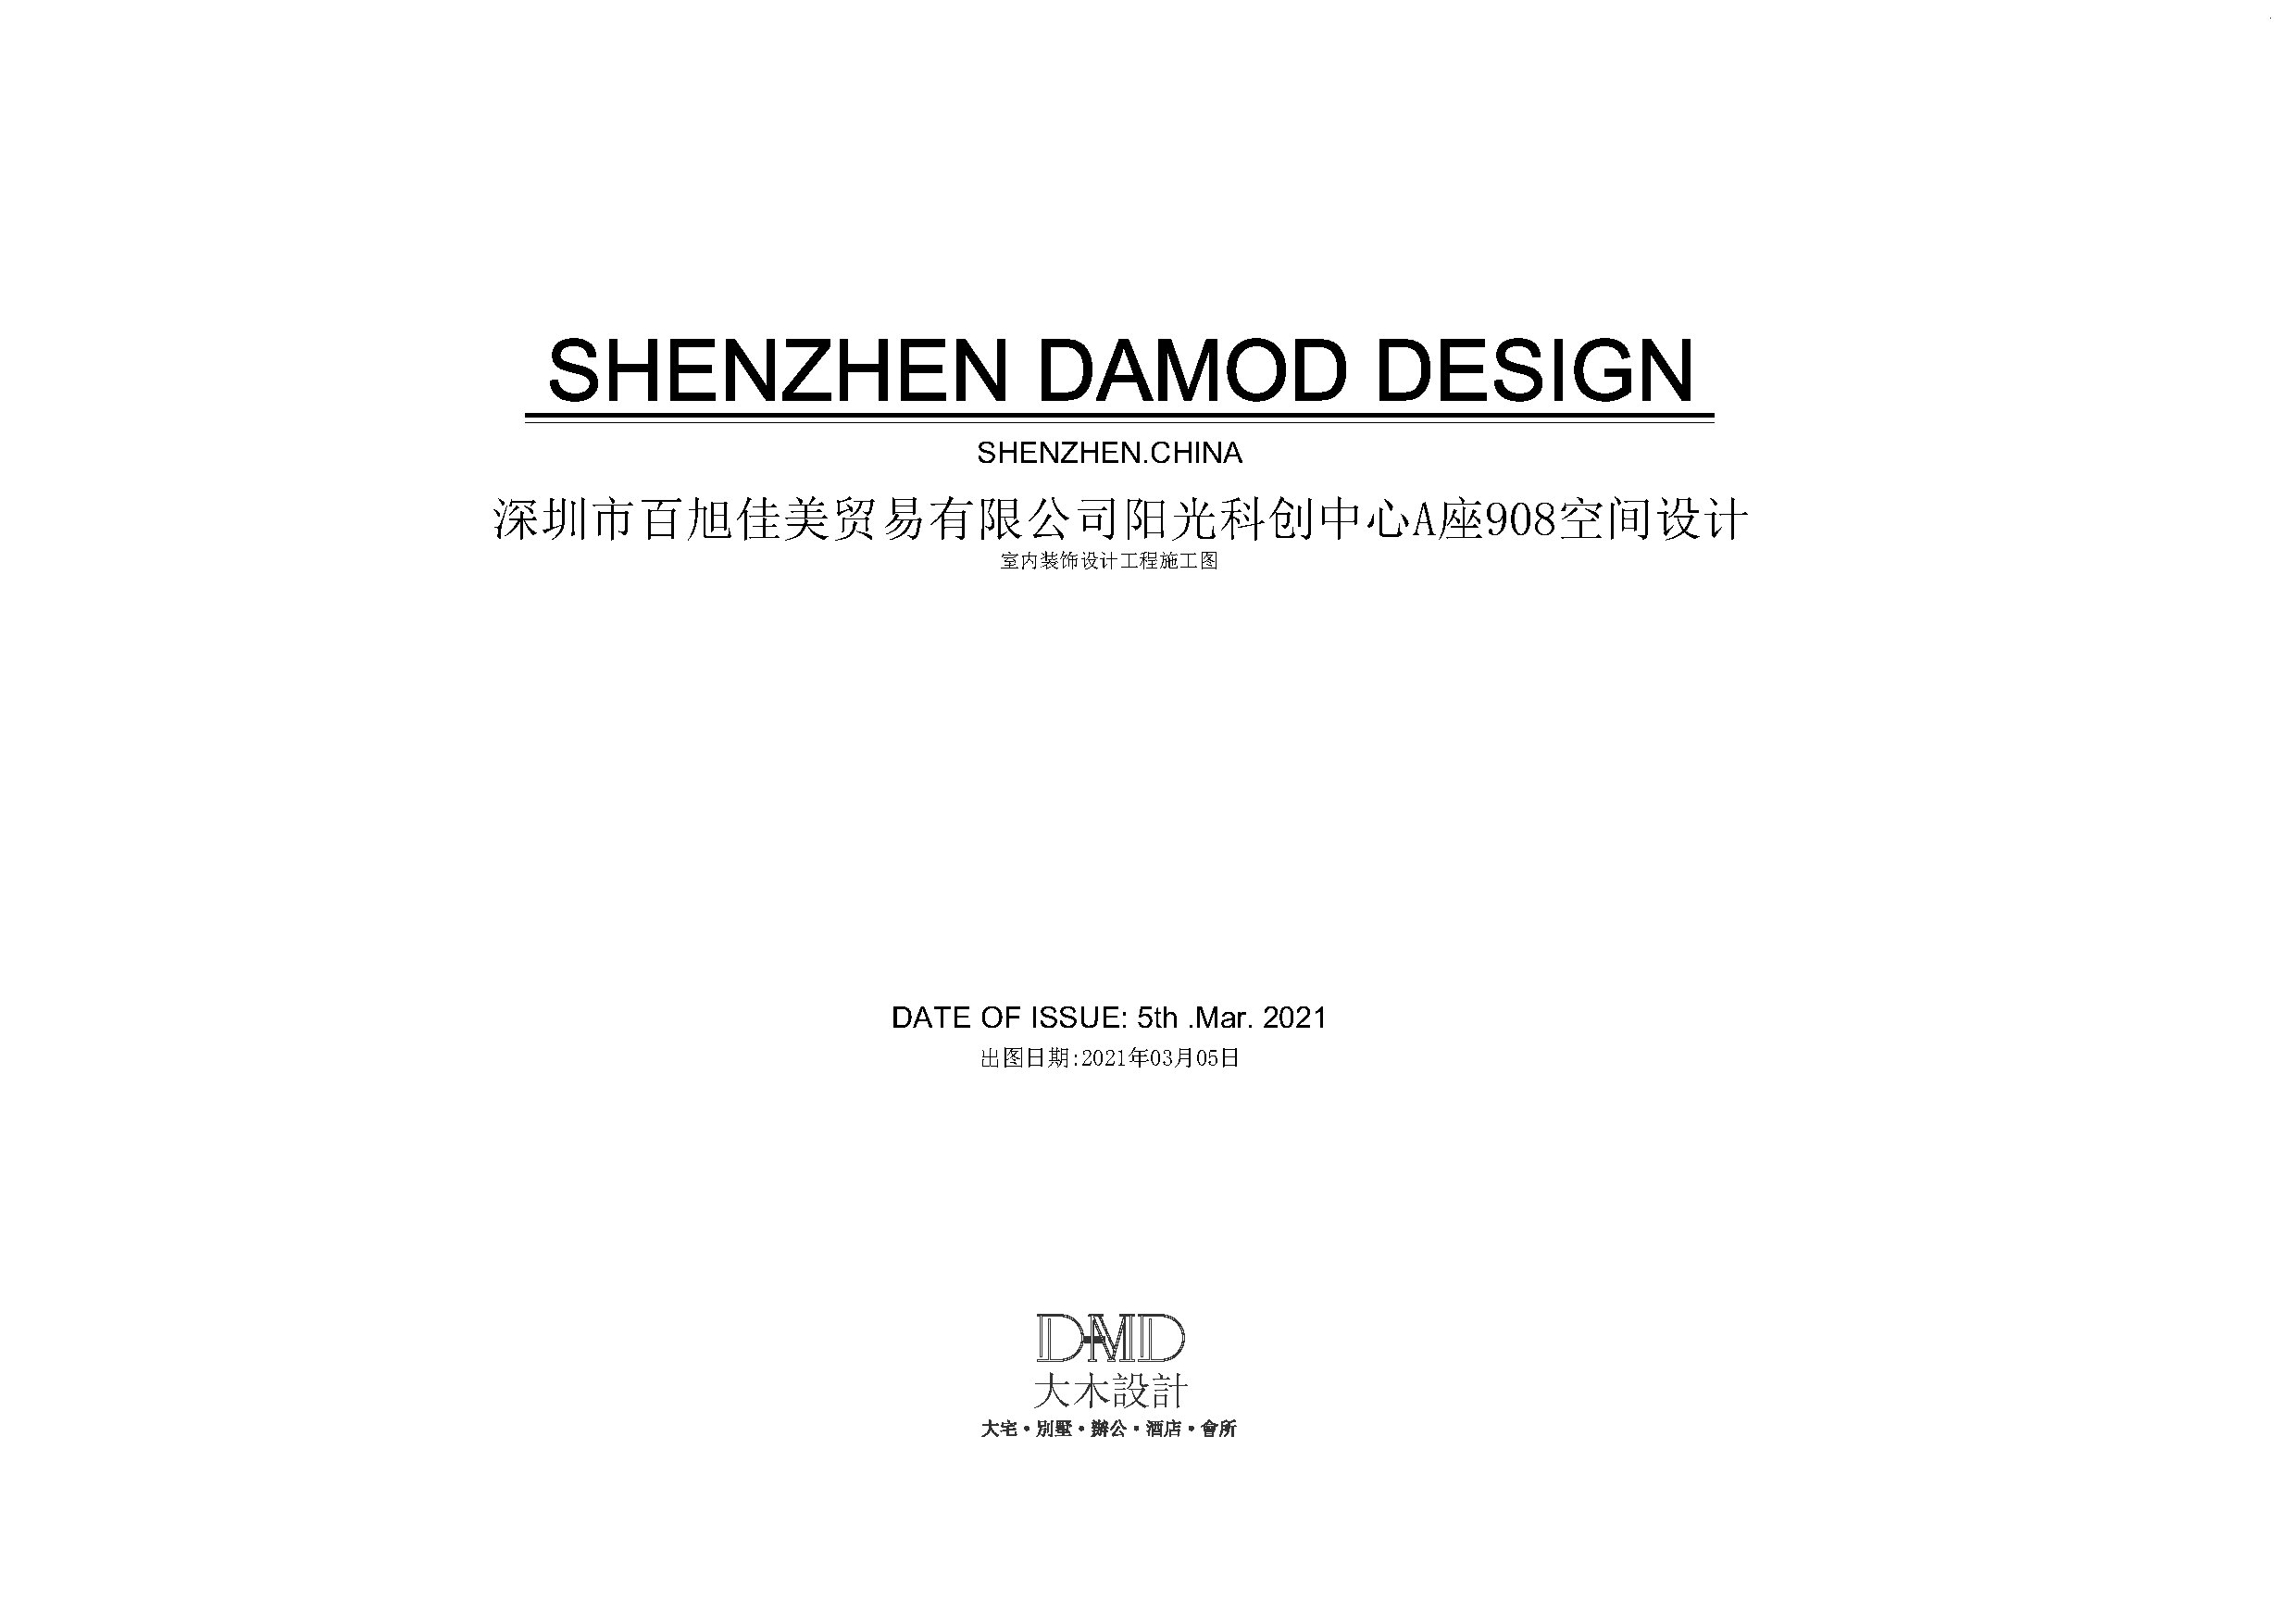 SHENZHEN DAMOD DESIGN
SHENZHEN.CHINA
深圳市百旭佳美贸易有限公司阳光科创中心A座908空间设计
室内装饰设计工程施工图
DATE OF ISSUE: 5th .Mar. 2021
出图日期:2021年03月05日
DAMD
大木設計
大宅·別墅·辦公·酒店·會所